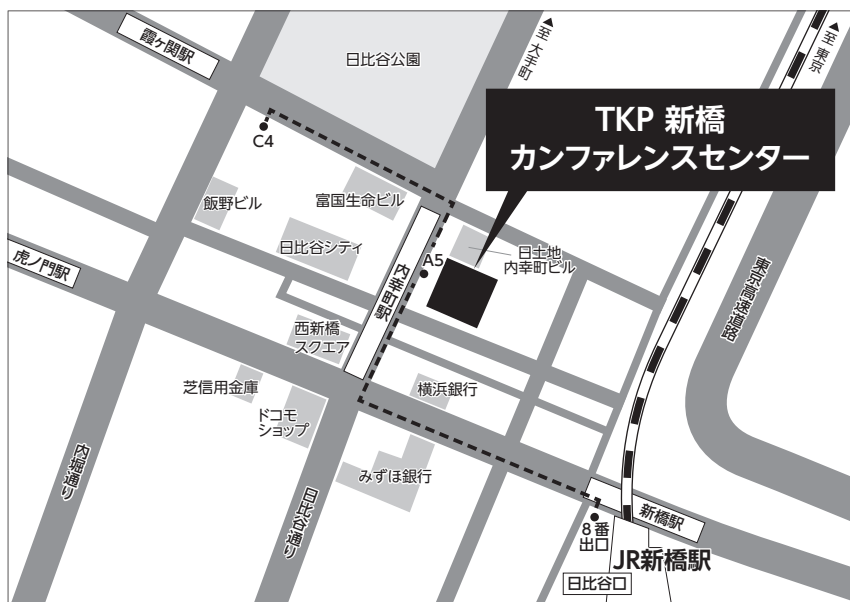 霞ヶ関駅
日比谷公園
▲至 大手町
▲至 東京
TKP 新橋
カンファレンスセンター
C4
飯野ビル
富国生命ビル
日比谷シティ
A5
日土地
内幸町ビル
内幸町駅
虎ノ門駅
東京高速道路
西新橋
スクエア
芝信用金庫
ドコモ
ショップ
横浜銀行
みずほ銀行
内堀通り
日比谷通り
新橋駅
8番
出口
JR新橋駅
日比谷口